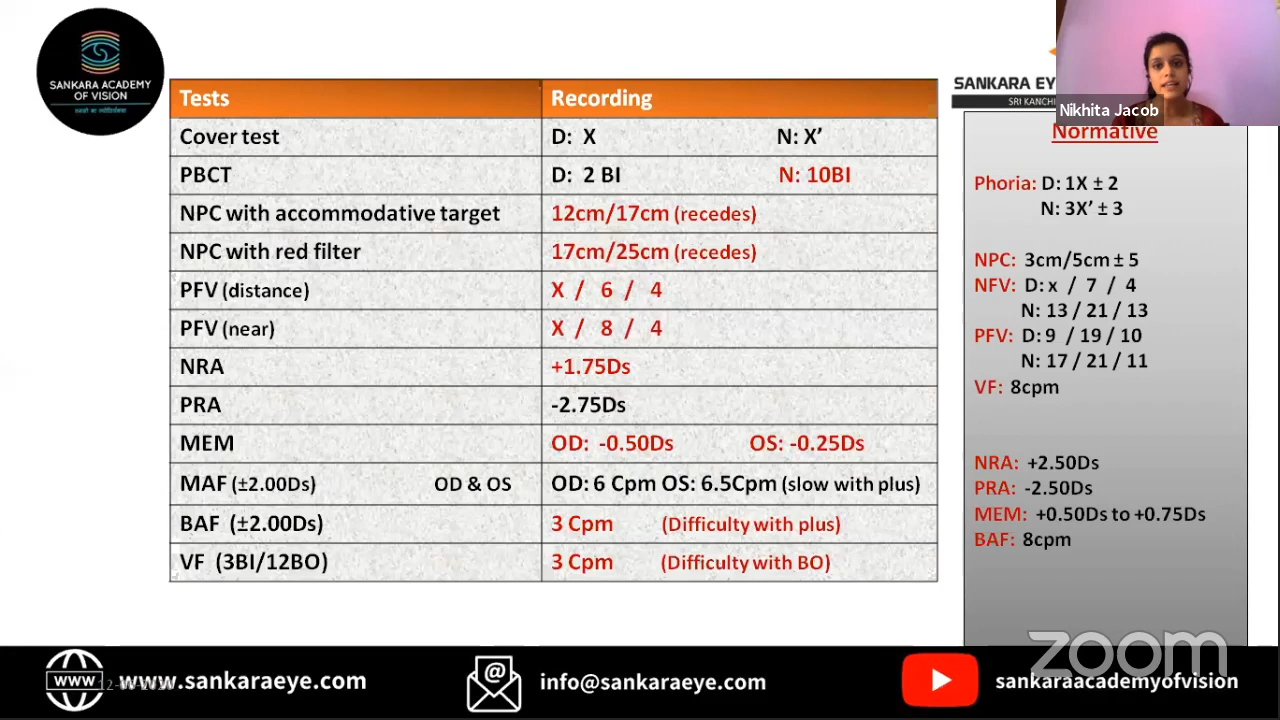 SANKARA ACADEMY
OF VISION
Tests Recording
Cover test D: X N: X’
PBCT D: 2 BI N: 10BI
NPC with accommodative target 12cm/17cm (recedes)
NPC with red filter 17cm/25cm (recedes)
PFV (distance) X / 6 / 4
PFV (near) X / 8 / 4
NRA +1.75Ds
PRA -2.75Ds
MEM OD: -0.50Ds OS: -0.25Ds
MAF (±2.00Ds) OD & OS OD: 6 Cpm OS: 6.5Cpm (slow with plus)
BAF (±2.00Ds) 3 Cpm (Difficulty with plus)
VF (3BI/12BO) 3 Cpm (Difficulty with BO)
SANKARA EYE
SRI KANCHI
Nikhita Jacob
Normative
Phoria: D: 1X ± 2
N: 3X’ ± 3
NPC: 3cm/5cm ± 5
NFV: D: x / 7 / 4
N: 13 / 21 / 13
PFV: D: 9 / 19 / 10
N: 17 / 21 / 11
VF: 8cpm
NRA: +2.50Ds
PRA: -2.50Ds
MEM: +0.50Ds to +0.75Ds
BAF: 8cpm
zoom
WWW www.sankaraeye.com @ info@sankaraeye.com sankaraacademyofvision